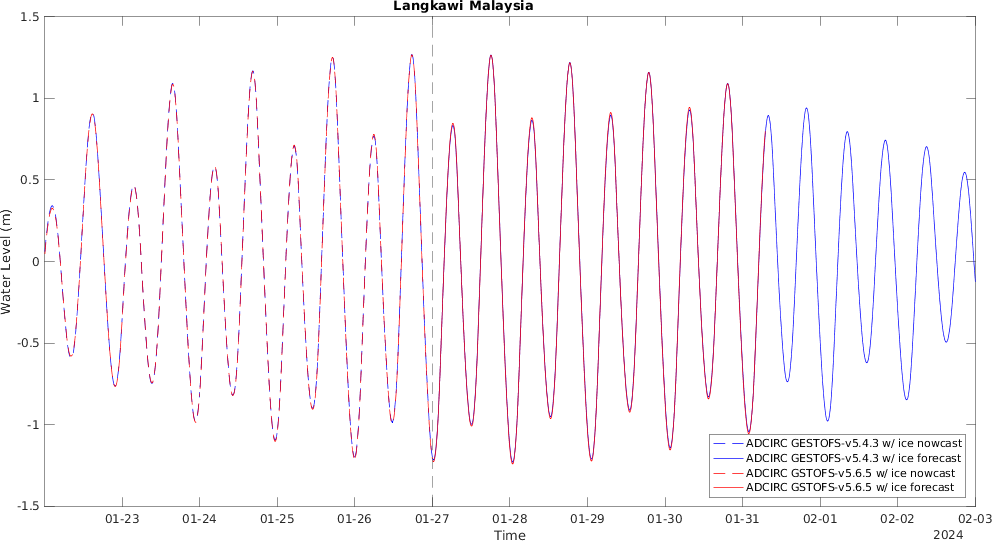 Langkawi Malaysia
1.5
1
0.5
0
-0.5
-1
-1.5
Water Level (m)
01-23 01-24 01-25 01-26 01-27 01-28 01-29 01-30 01-31 02-01 02-02 02-03
Time
2024
ADCIRC GESTOFS-v5.4.3 w/ ice nowcast
ADCIRC GESTOFS-v5.4.3 w/ ice forecast
ADCIRC GSTOFS-v5.6.5 w/ ice nowcast
ADCIRC GSTOFS-v5.6.5 w/ ice forecast